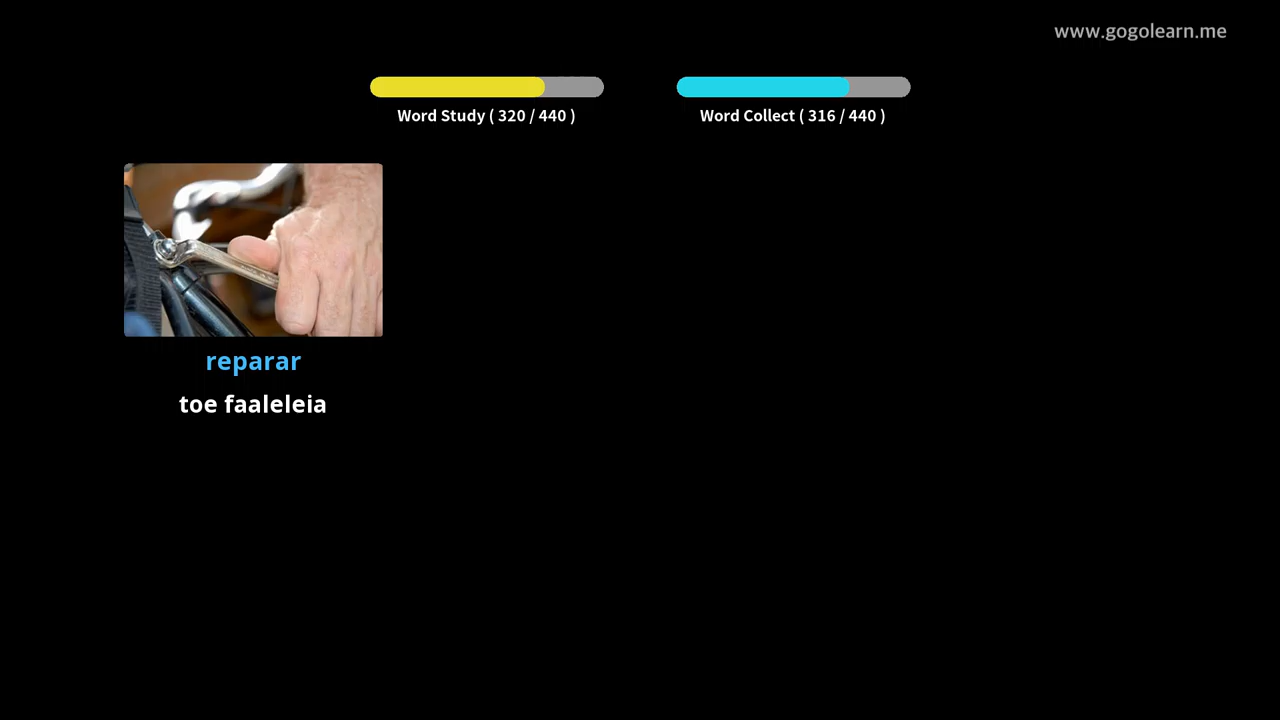 www.gogolearn.me
Word Study ( 320 / 440 )
Word Collect ( 316 / 440 )
reparar
toe faaleleia